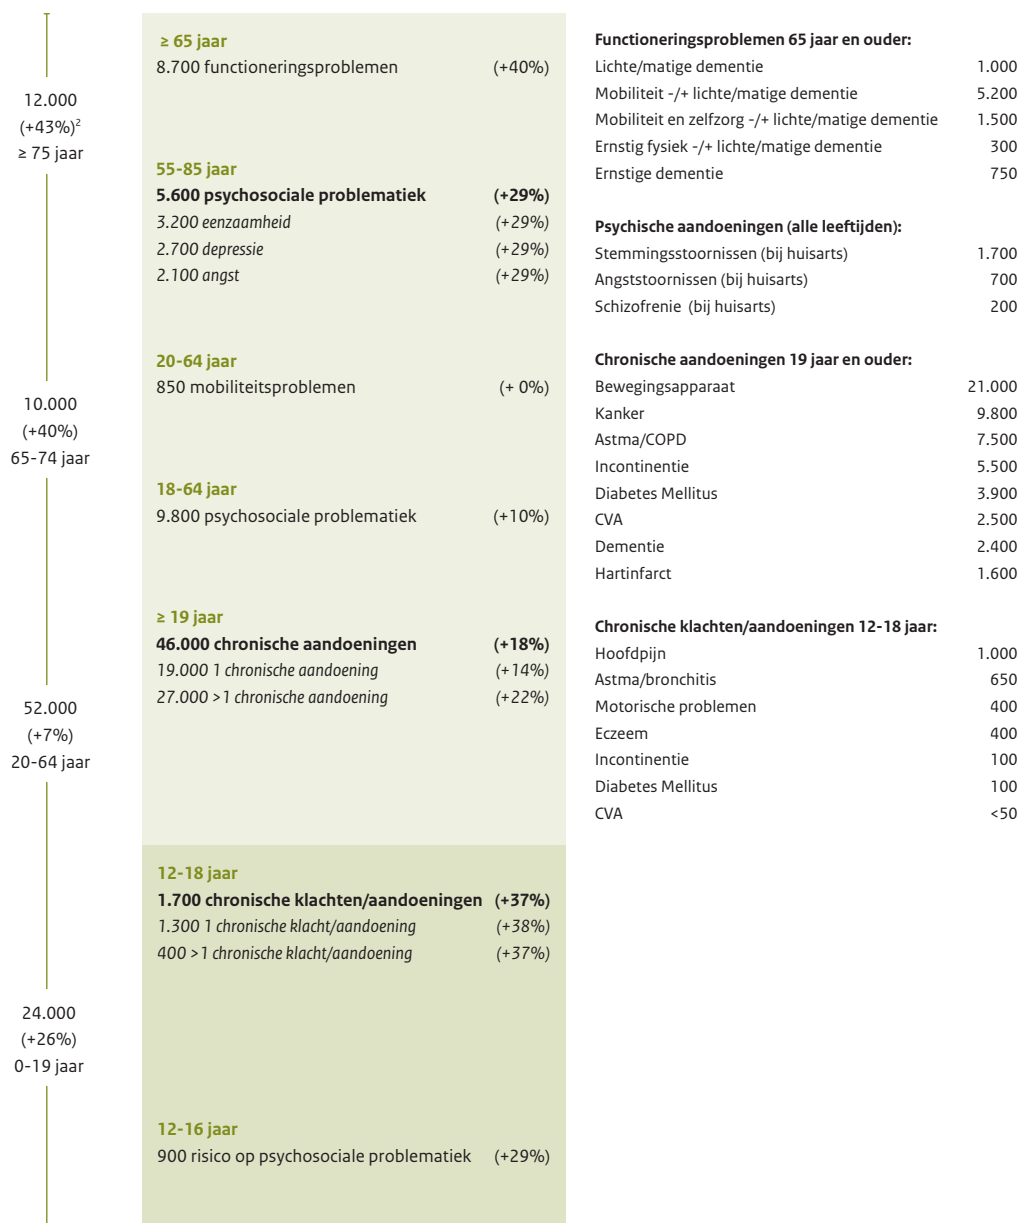 12.000
(+43%)2
≥ 75 jaar
10.000
(+40%)
65-74 jaar
52.000
(+7%)
20-64 jaar
24.000
(+26%)
0-19 jaar
≥ 65 jaar
8.700 functioneringsproblemen (+40%)
55-85 jaar
5.600 psychosociale problematiek (+29%)
3.200 eenzaamheid (+29%)
2.700 depressie (+29%)
2.100 angst (+29%)
20-64 jaar
850 mobiliteitsproblemen (+ 0%)
18-64 jaar
9.800 psychosociale problematiek (+10%)
≥ 19 jaar
46.000 chronische aandoeningen (+18%)
19.000 1 chronische aandoening (+14%)
27.000 >1 chronische aandoening (+22%)
12-18 jaar
1.700 chronische klachten/aandoeningen (+37%)
1.300 1 chronische klacht/aandoening (+38%)
400 >1 chronische klacht/aandoening (+37%)
12-16 jaar
900 risico op psychosociale problematiek (+29%)
Functioneringsproblemen 65 jaar en ouder:
Lichte/matige dementie 1.000
Mobiliteit -/+ lichte/matige dementie 5.200
Mobiliteit en zelfzorg -/+ lichte/matige dementie 1.500
Ernstig fysiek -/+ lichte/matige dementie 300
Ernstige dementie 750
Psychische aandoeningen (alle leeftijden):
Stemmingsstoornissen (bij huisarts) 1.700
Angststoornissen (bij huisarts) 700
Schizofrenie (bij huisarts) 200
Chronische aandoeningen 19 jaar en ouder:
Bewegingsapparaat 21.000
Kanker 9.800
Astma/COPD 7.500
Incontinentie 5.500
Diabetes Mellitus 3.900
CVA 2.500
Dementie 2.400
Hartinfarct 1.600
Chronische klachten/aandoeningen 12-18 jaar:
Hoofdpijn 1.000
Astma/bronchitis 650
Motorische problemen 400
Eczeem 400
Incontinentie 100
Diabetes Mellitus 100
CVA <50